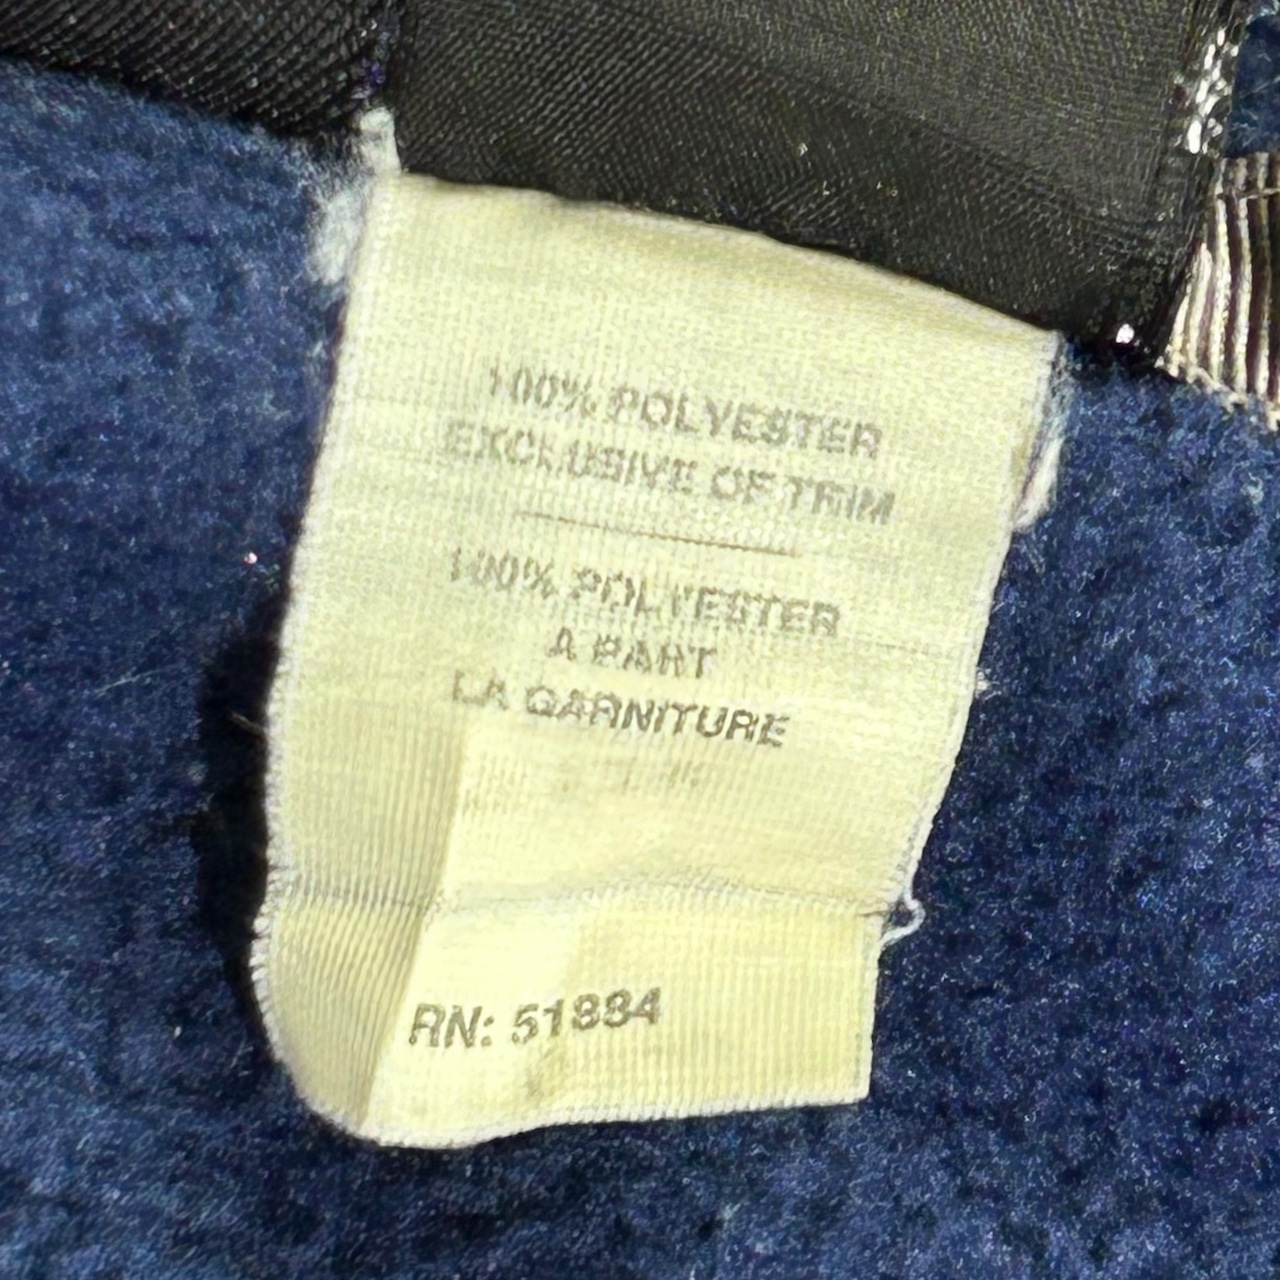 100% POLYESTER
EXCLUSIVE OF TRIM
100% POLYESTER
A PART
LA GARNITURE
RN: 51884